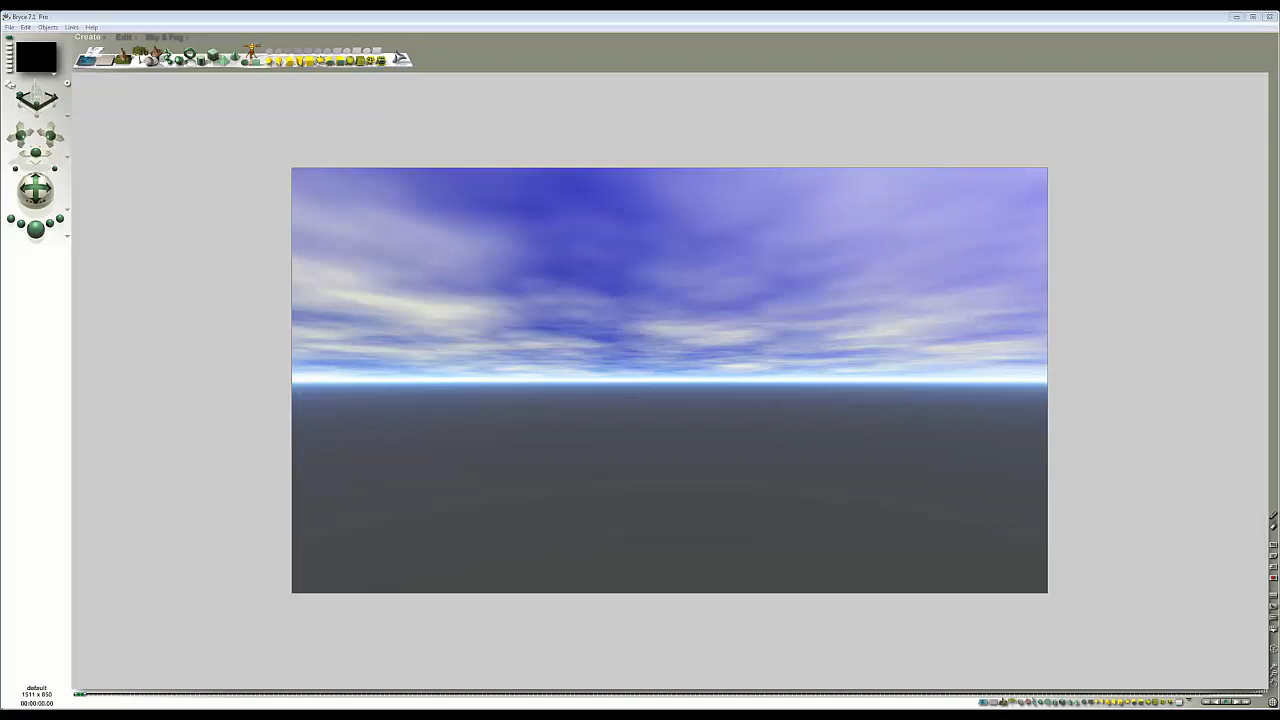 Bryce 7.1 Pro
File Edit Objects Links Help
Create Edit Sky & Fog
default
1511 x 850
00:00:00.00